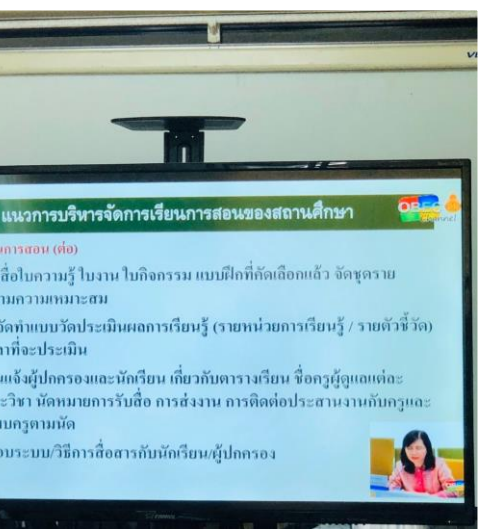 แนวการบริหารจัดการเรียนการสอนของสถานศึกษา
OBEC
Channel
นการสอน (ต่อ)
สื่อใบความรู้ ใบงาน ใบกิจกรรม แบบฝึกที่คัดเลือกแล้ว จัดชุดราย
ามความเหมาะสม
จัดทำแบบวัดประเมินผลการเรียนรู้ (รายหน่วยการเรียนรู้ / รายตัวชี้วัด)
ลาที่จะประเมิน
นแจ้งผู้ปกครองและนักเรียน เกี่ยวกับตารางเรียน ชื่อครูผู้ดูแลแต่ละ
ะวิชา นัดหมายการรับสื่อ การส่งงาน การติดต่อประสานงานกับครูและ
บครูตามนัด
อบระบบ/วิธีการสื่อสารกับนักเรียน/ผู้ปกครอง